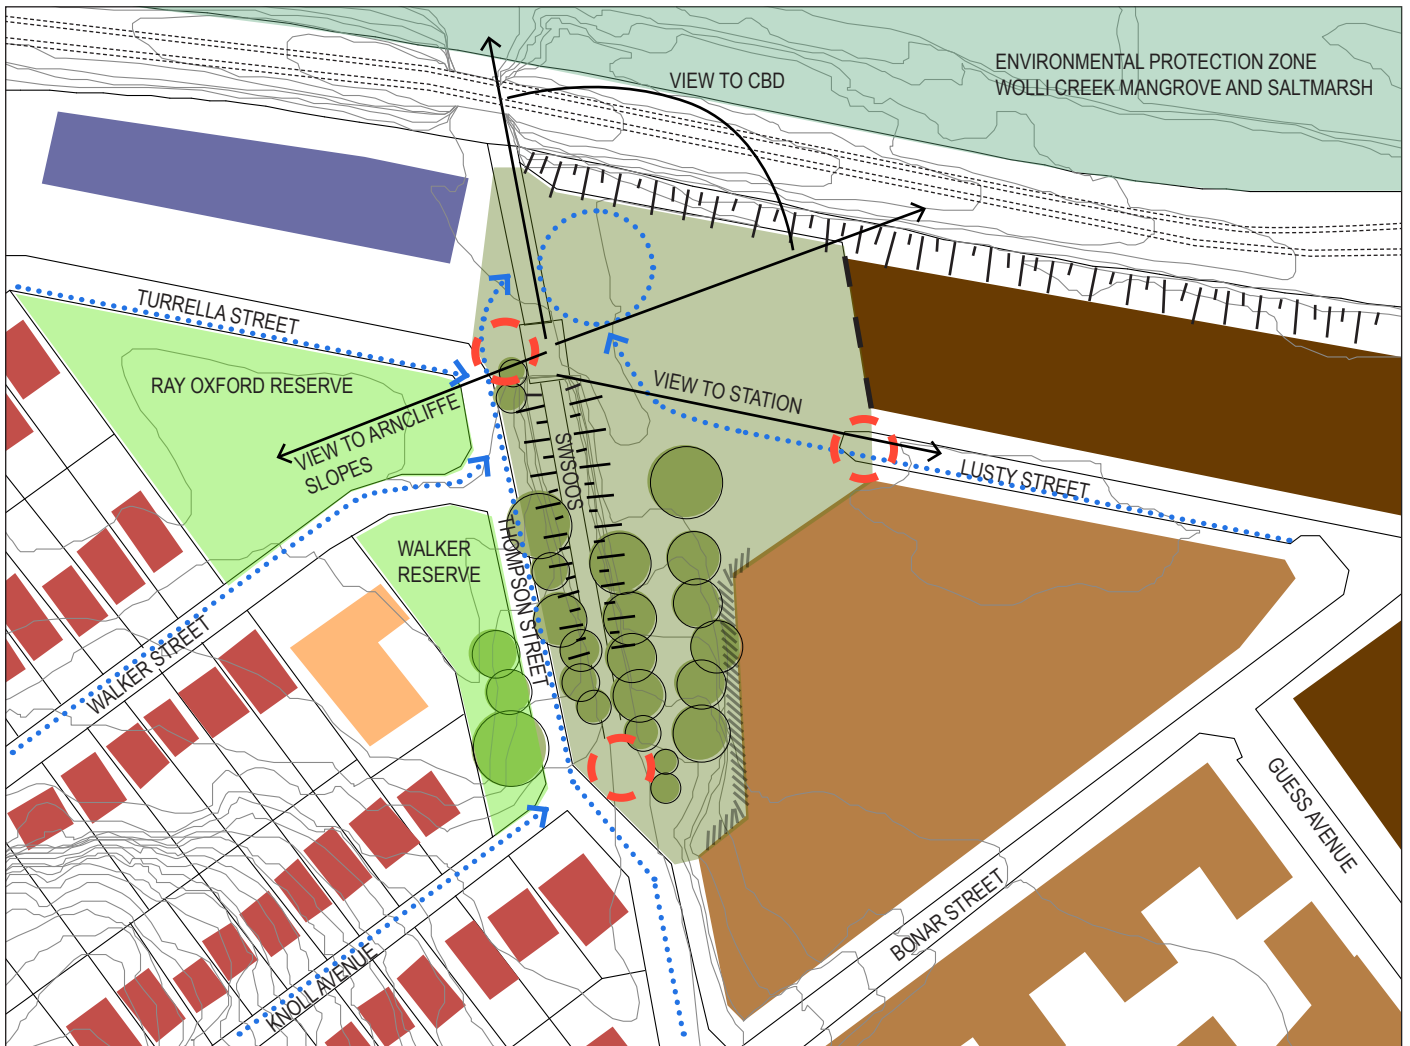 ENVIRONMENTAL PROTECTION ZONE
WOLLI CREEK MANGROVE AND SALTMARSH
VIEW TO CBD
TURRELLA STREET
RAY OXFORD RESERVE
VIEW TO STATION
VIEW TO ARNCLIFFE
SLOPES
SWSOOS
LUSTY STREET
THOMPSON STREET
WALKER
RESERVE
WALKER STREET
GUESS AVENUE
BONAR STREET
KNOLL AVENUE